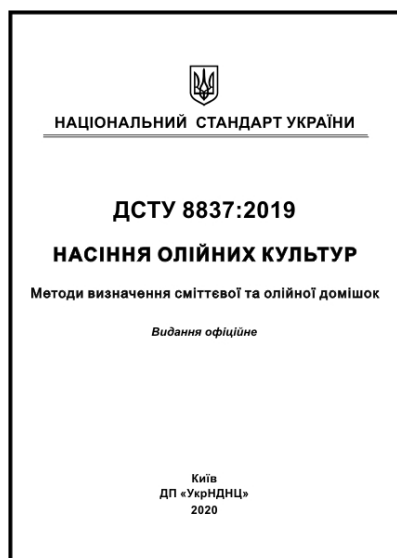 НАЦІОНАЛЬНИЙ СТАНДАРТ УКРАЇНИ
ДСТУ 8837:2019
НАСІННЯ ОЛІЙНИХ КУЛЬТУР
Методи визначення сміттєвої та олійної домішок
Видання офіційне
Київ
ДП «УкрНДНЦ»
2020